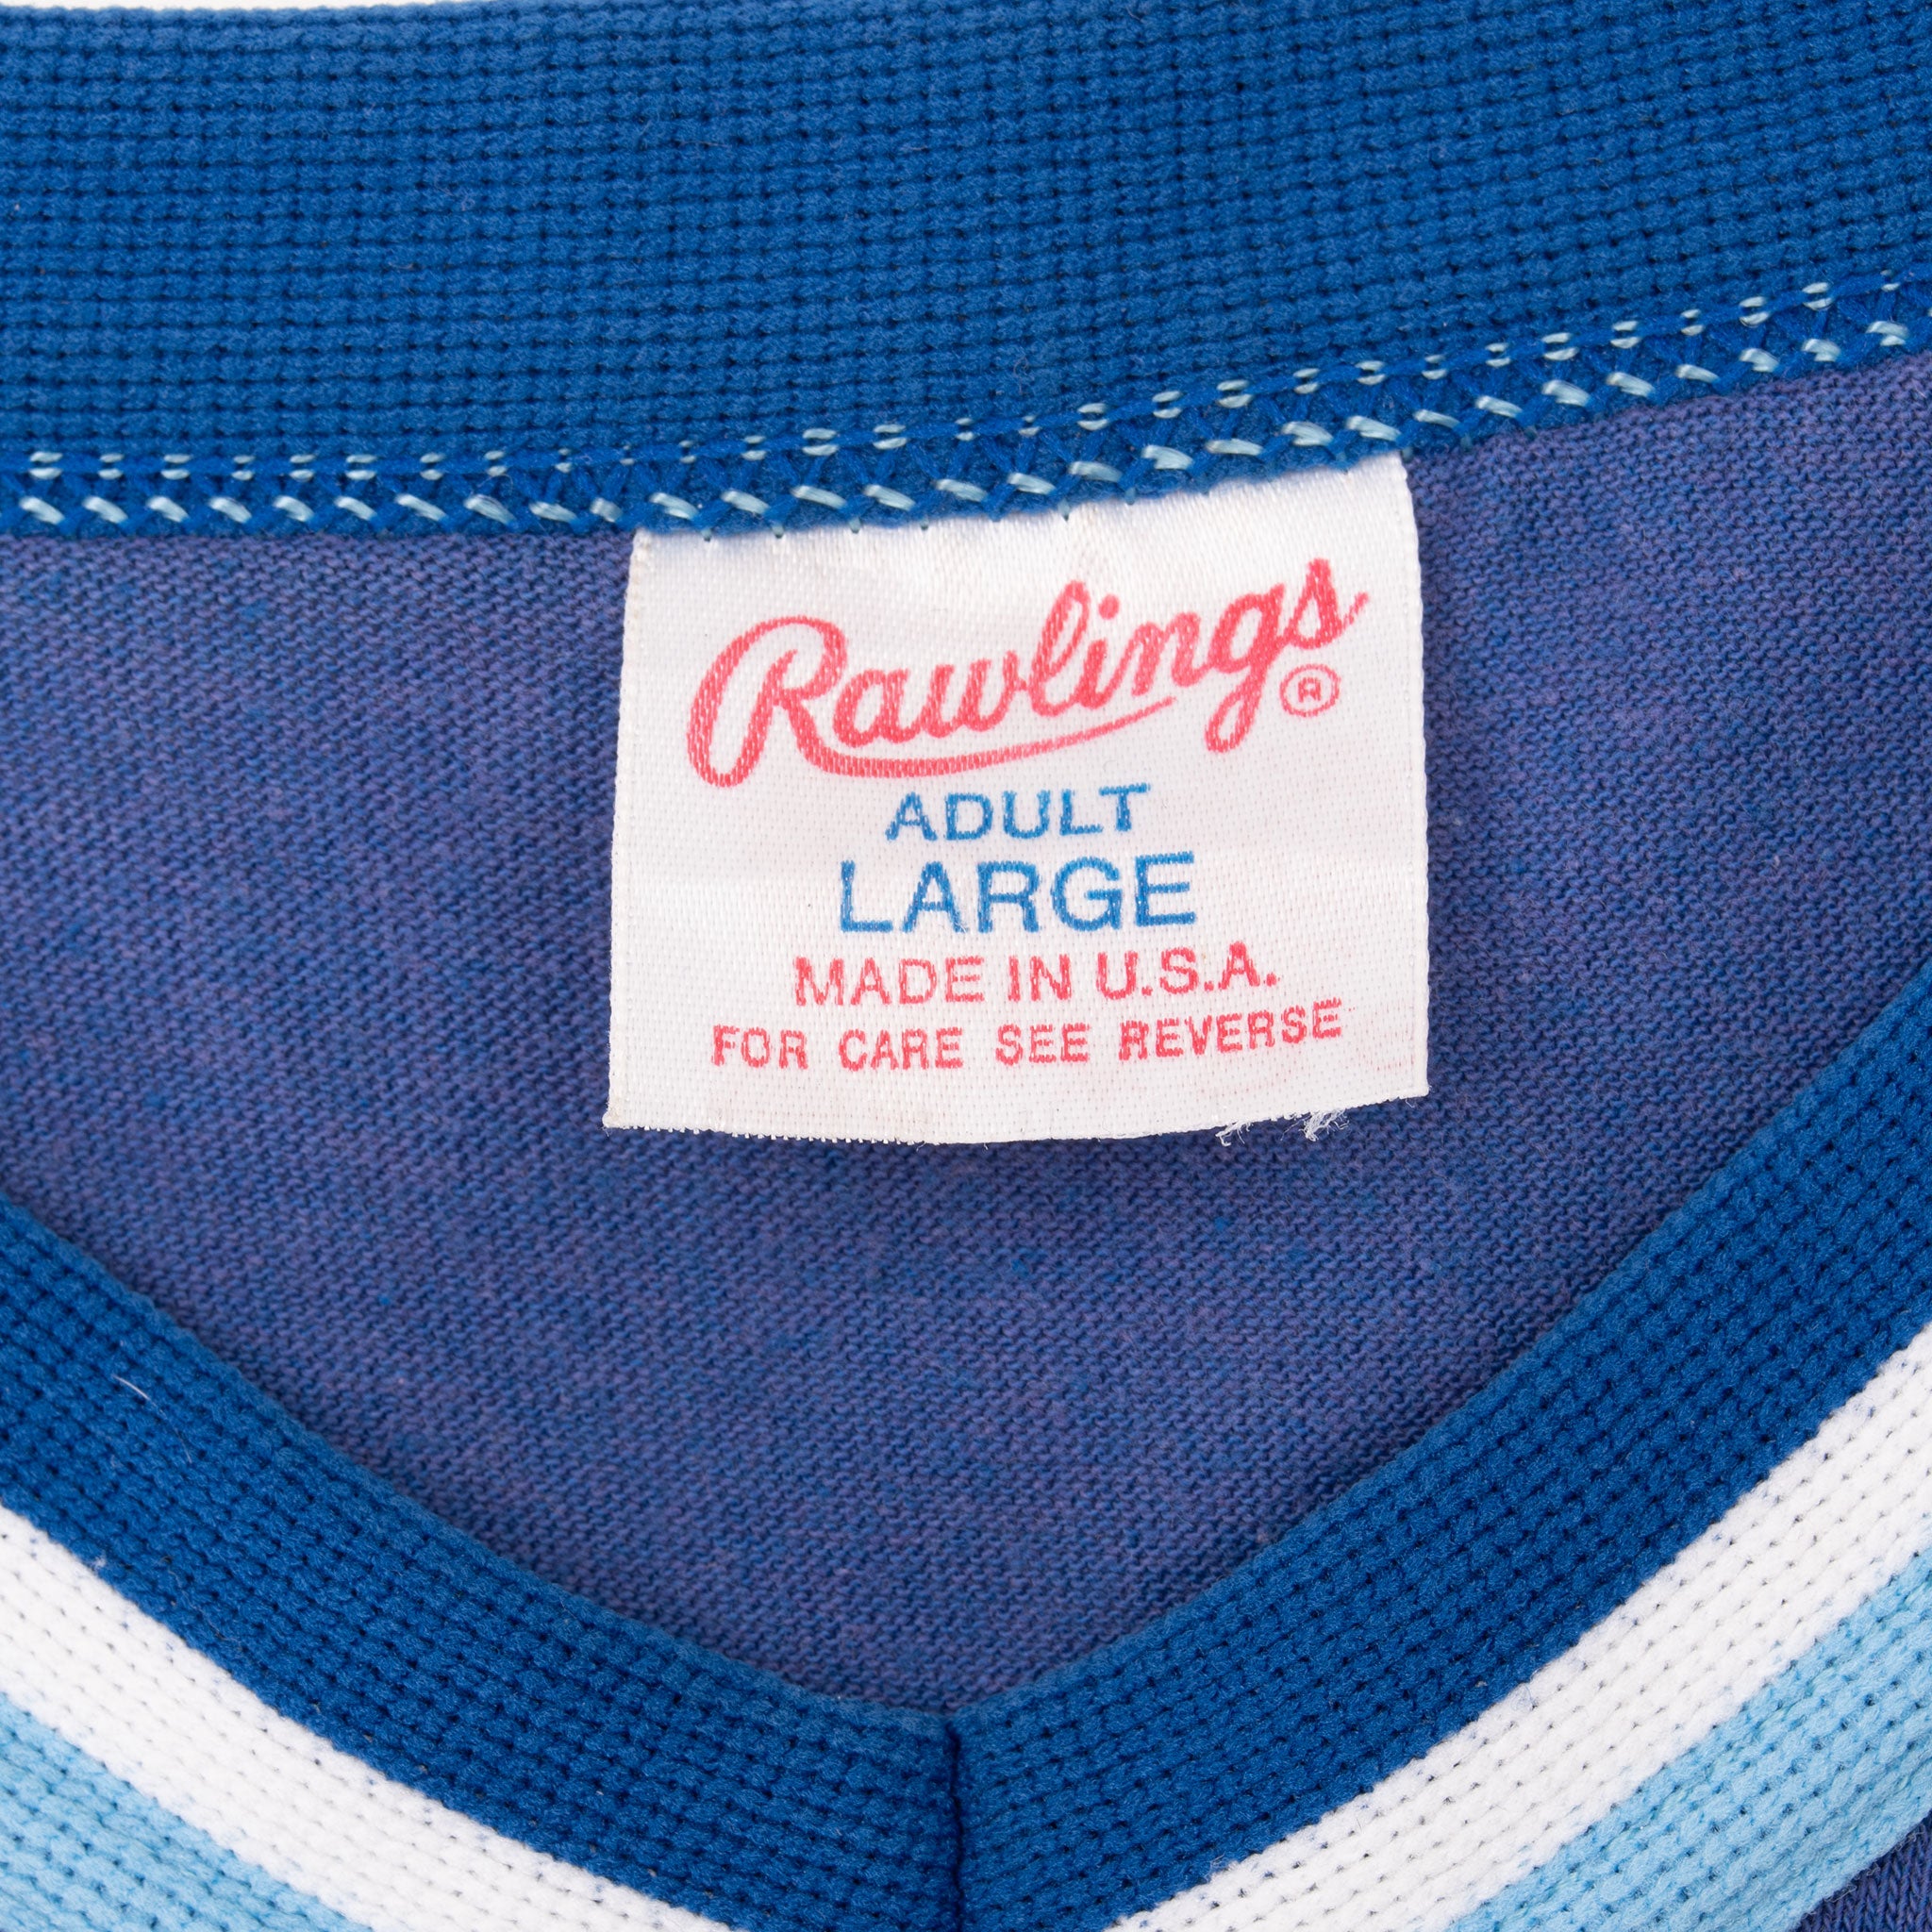 Rawlings®
ADULT
LARGE
MADE IN U.S.A.
FOR CARE SEE REVERSE